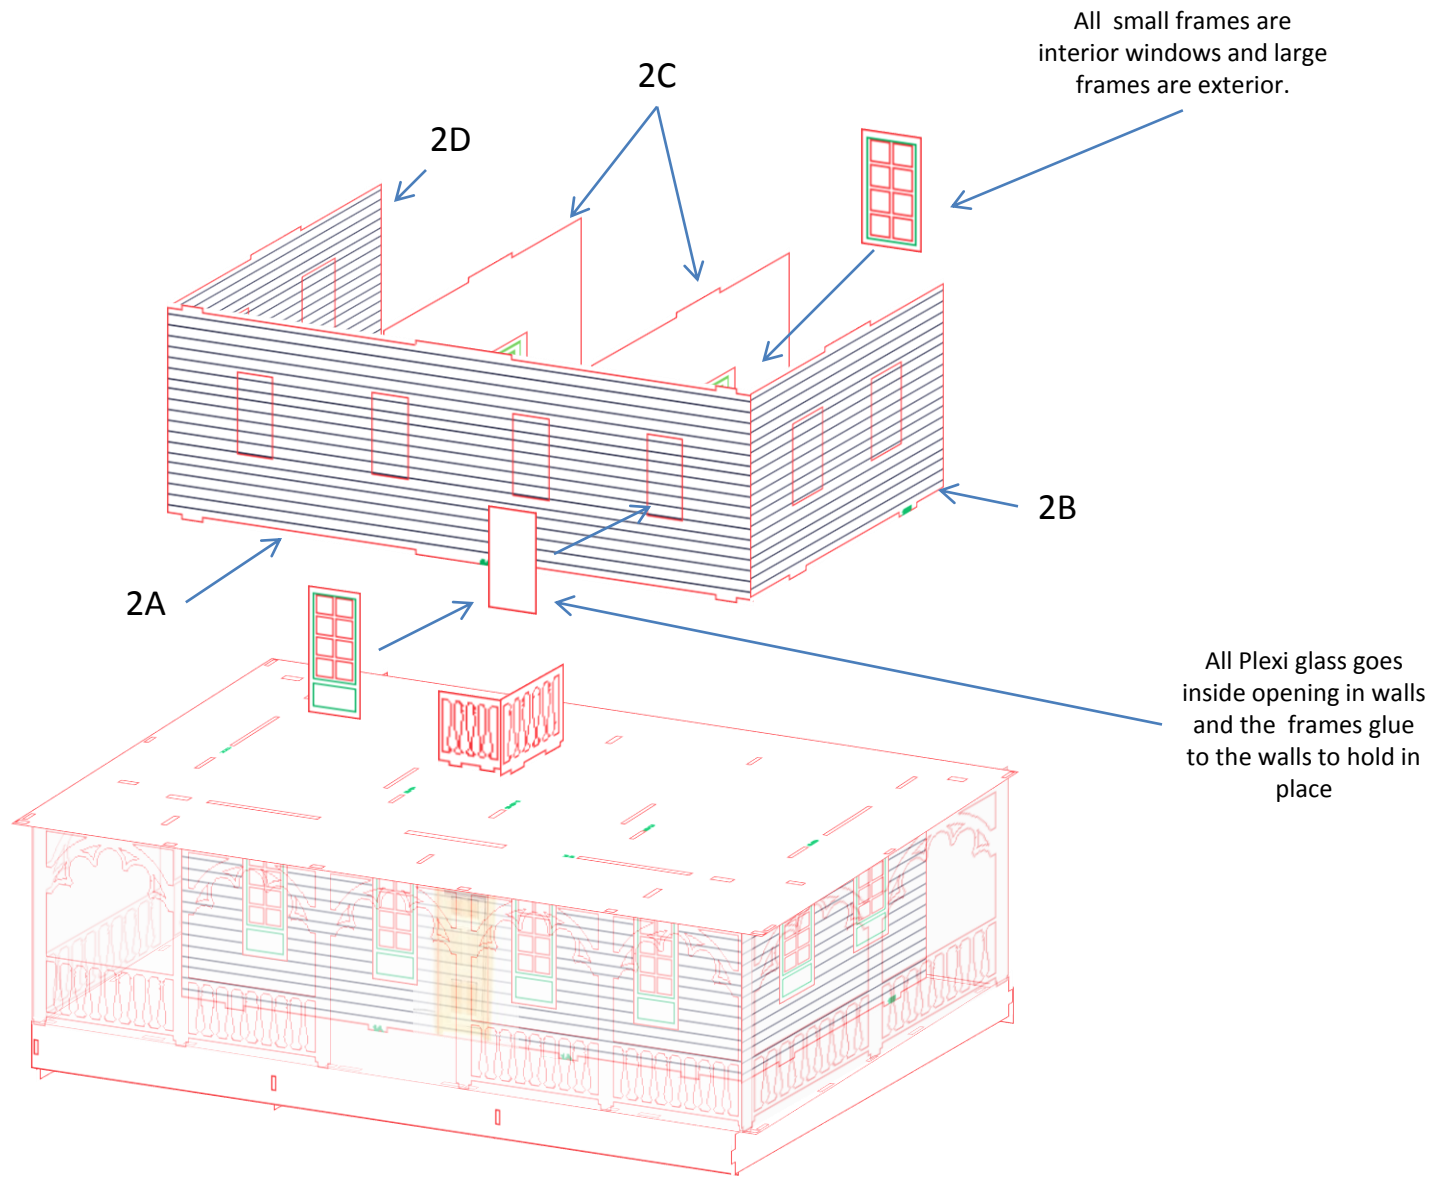 All small frames are
interior windows and large
frames are exterior.
2C
2D
2B
2A
All Plexi glass goes
inside opening in walls
and the frames glue
to the walls to hold in
place